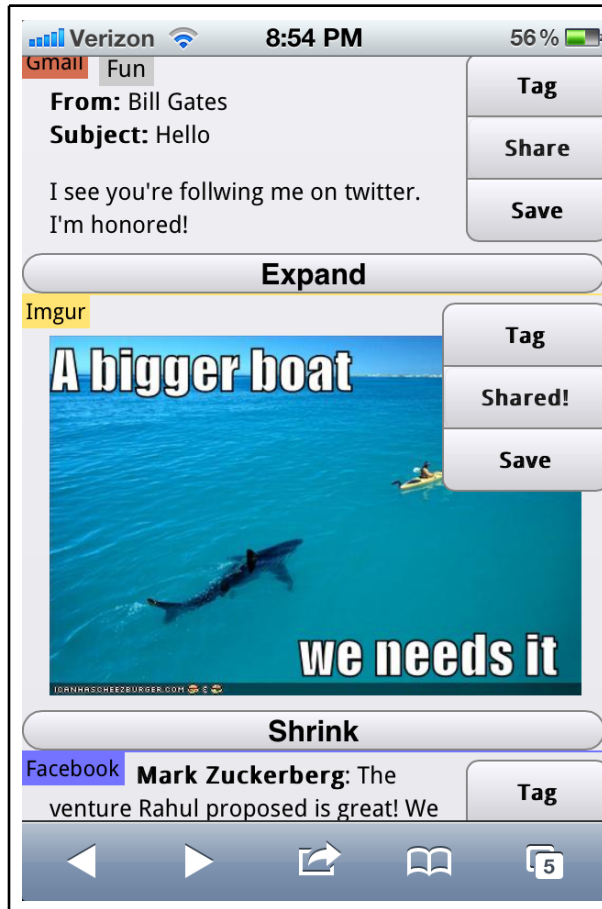 Verizon 8:54 PM 56%
Gmail Fun
From: Bill Gates
Subject: Hello
I see you're follwing me on twitter.
I'm honored!
Tag
Share
Save
Expand
Imgur
Tag
Shared!
Save
A bigger boat
we needs it
ICANHASCHEEZBURGER.COM
Shrink
Facebook Mark Zuckerberg: The
venture Rahul proposed is great! We
Tag
5